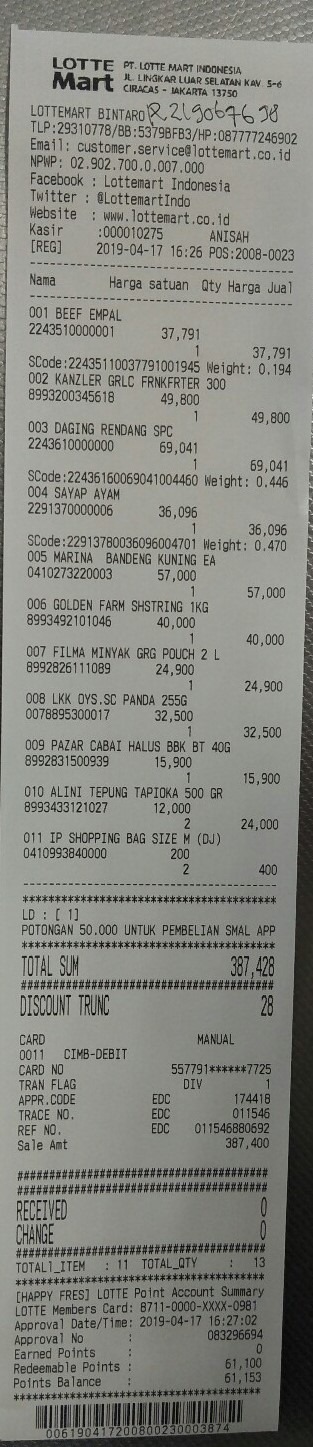 LOTTE Mart PT. LOTTE MART INDONESIA
JL. LINGKAR LUAR SELATAN KAV. 5-6
CIRACAS - JAKARTA 13750
LOTTEMART BINTARO R219067698
TLP:29310778/BB:5379BFB3/HP:087777246902
Email: customer.service@lottemart.co.id
NPWP: 02.902.700.0.007.000
Facebook : Lottemart Indonesia
Twitter : @LottemartIndo
Website : www.lottemart.co.id
Kasir :000010275 ANISAH
[REG] 2019-04-17 16:26 POS:2008-0023
----------------------------------------
Nama Harga satuan Qty Harga Jual
----------------------------------------
001 BEEF EMPAL
2243510000001 37,791
1 37,791
SCode:22435110037791001945 Weight: 0.194
002 KANZLER GRLC FRNKFRTER 300
8993200345618 49,800
1 49,800
003 DAGING RENDANG SPC
2243610000000 69,041
1 69,041
SCode:22436160069041004460 Weight: 0.446
004 SAYAP AYAM
2291370000006 36,096
1 36,096
SCode:22913780036096004701 Weight: 0.470
005 MARINA BANDENG KUNING EA
0410273220003 57,000
1 57,000
006 GOLDEN FARM SHSTRING 1KG
8993492101046 40,000
1 40,000
007 FILMA MINYAK GRG POUCH 2 L
8992826111089 24,900
1 24,900
008 LKK OYS.SC PANDA 255G
0078895300017 32,500
1 32,500
009 PAZAR CABAI HALUS BBK BT 40G
8992831500939 15,900
1 15,900
010 ALINI TEPUNG TAPIOKA 500 GR
8993433121027 12,000
2 24,000
011 IP SHOPPING BAG SIZE M (DJ)
0410993840000 200
2 400
----------------------------------------
****************************************
LD : [ 1]
POTONGAN 50.000 UNTUK PEMBELIAN SMAL APP
****************************************
TOTAL SUM 387,428
########################################
DISCOUNT TRUNC 28
CARD MANUAL
0011 CIMB-DEBIT
CARD NO 557791******7725
TRAN FLAG DIV 1
APPR.CODE EDC 174418
TRACE NO. EDC 011546
REF NO. EDC 011546880692
Sale Amt 387,400
########################################
########################################
RECEIVED 0
CHANGE 0
########################################
TOTAL1_ITEM : 11 TOTAL_QTY : 13
****************************************
[HAPPY FRES] LOTTE Point Account Summary
LOTTE Members Card: 8711-0000-XXXX-0981
Approval Date/Time: 2019-04-17 16:27:02
Approval No : 083296694
Earned Points : 0
Redeemable Points : 61,100
Points Balance : 61,153
****************************************
00619041720080023000​3874